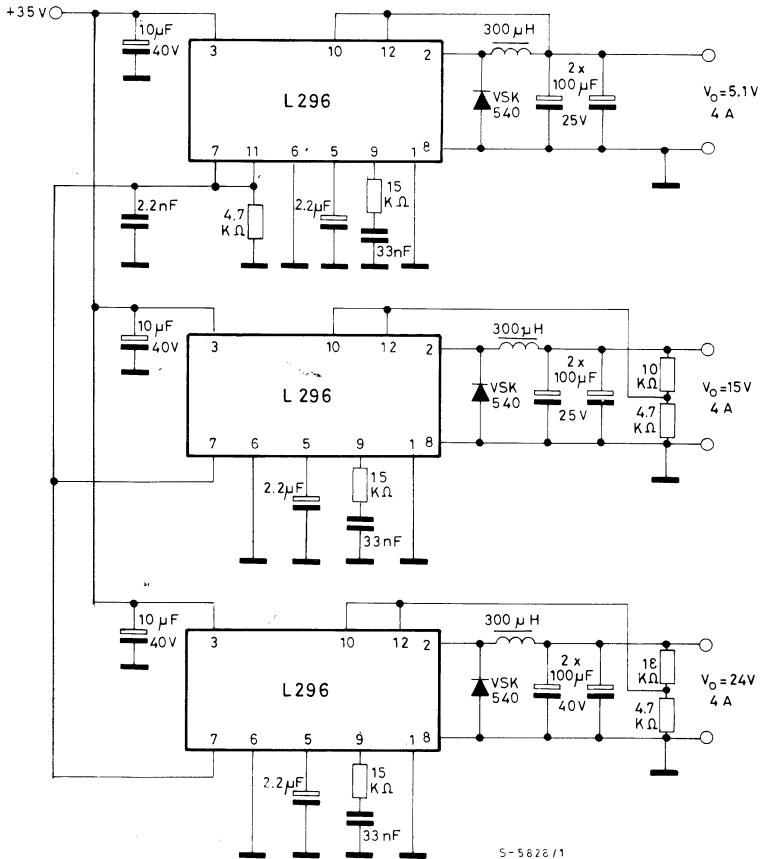 +35V
10µF
40V
3
10
12
2
300µH
L296
VSK
540
2 x
100µF
25V
V₀=5.1V
4 A
7
11
6
5
9
1
8
2.2nF
4.7
KΩ
2.2µF
15
KΩ
33nF
10µF
40V
3
10
12
2
300µH
L296
VSK
540
2 x
100µF
25V
10
KΩ
4.7
KΩ
V₀=15V
4 A
7
6
5
9
1
8
2.2µF
15
KΩ
33nF
10µF
40V
3
10
12
2
300µH
L296
VSK
540
2 x
100µF
40V
18
KΩ
4.7
KΩ
V₀=24V
4 A
7
6
5
9
1
8
2.2µF
15
KΩ
33nF
S-5828/1